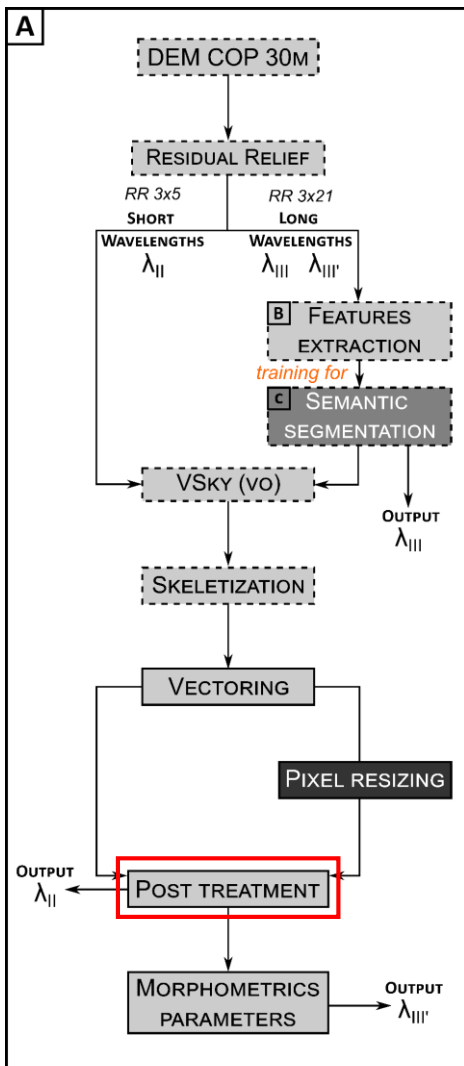 A
DEM COP 30M
RESIDUAL RELIEF
RR 3x5
RR 3x21
SHORT
LONG
WAVELENGTHS
WAVELENGTHS
λII
λIII λIII'
B
FEATURES
EXTRACTION
training for
C
SEMANTIC
SEGMENTATION
VSKY (VO)
OUTPUT
λIII
SKELETIZATION
VECTORING
PIXEL RESIZING
OUTPUT
λII
POST TREATMENT
MORPHOMETRICS
PARAMETERS
OUTPUT
λIII'